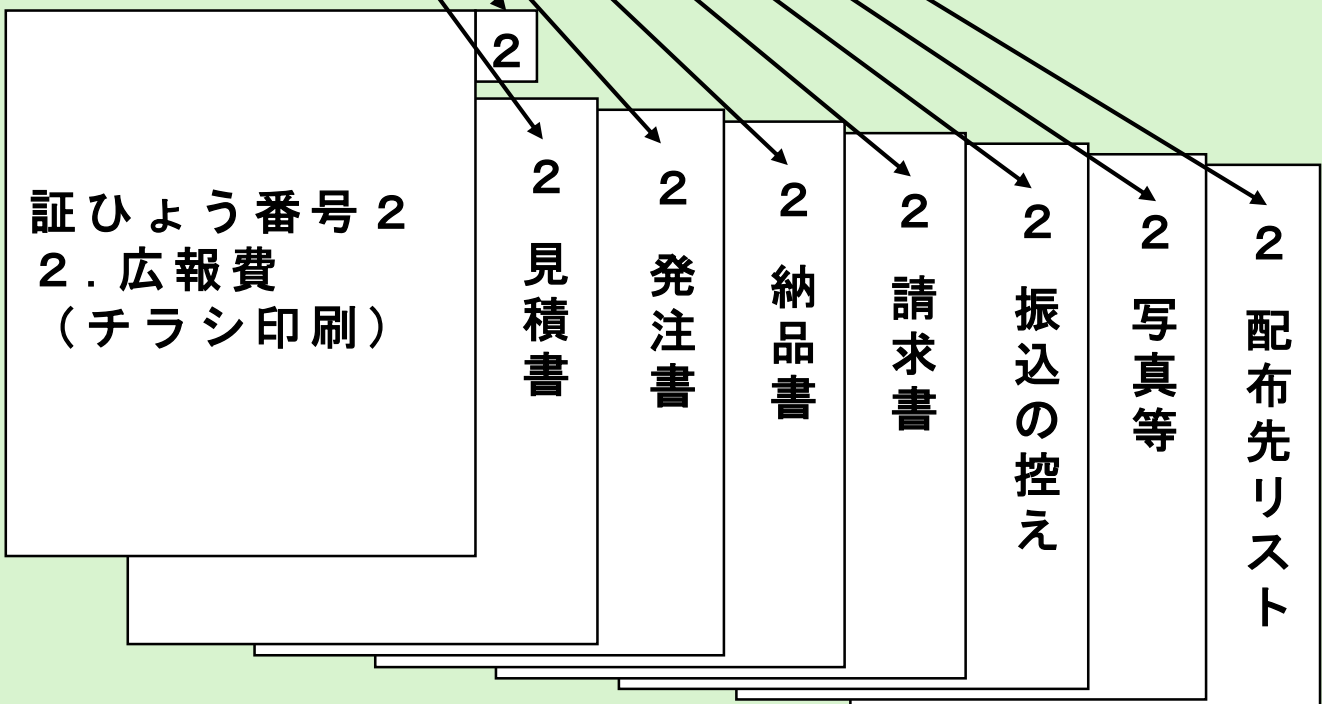 ２
証ひょう番号２
２．広報費
（チラシ印刷）
２　見積書
２　発注書
２　納品書
２　請求書
２　振込の控え
２　写真等
２　配布先リスト